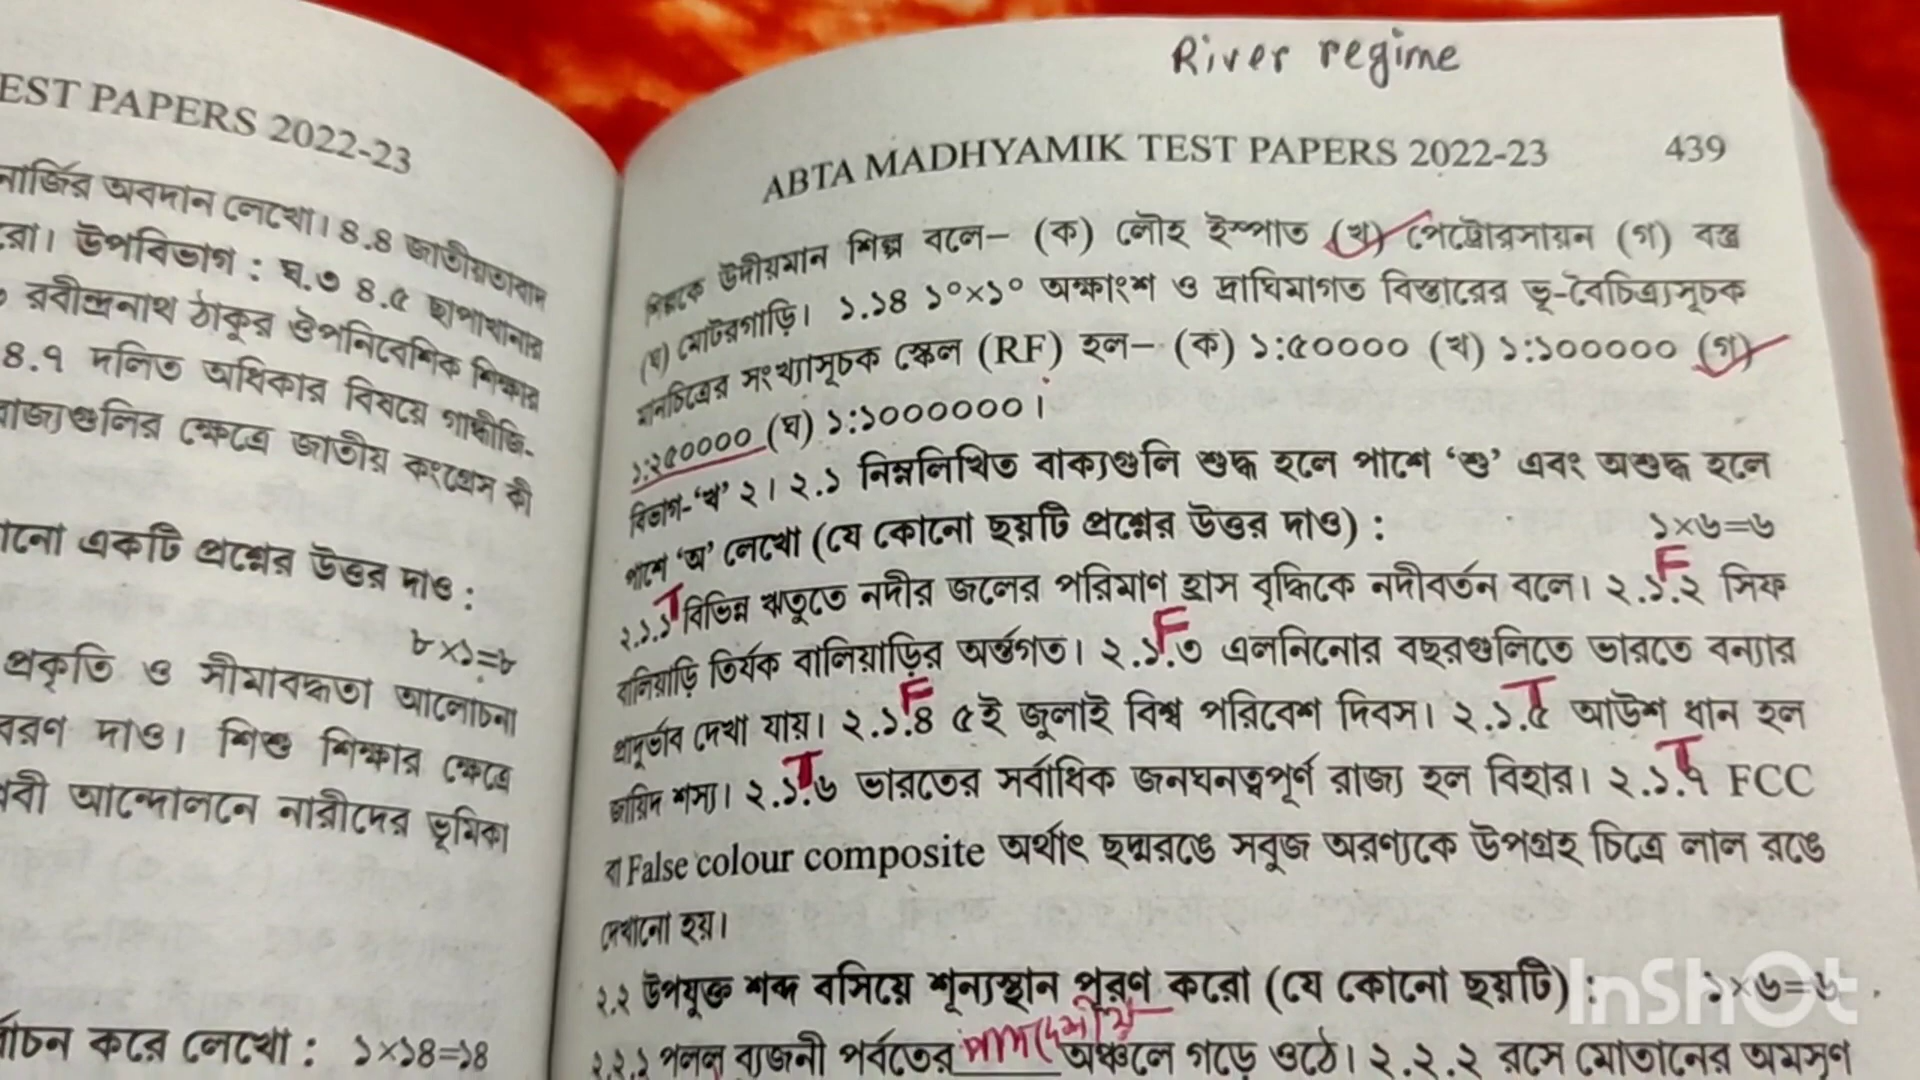 EST PAPERS 2022-23
নার্জির অবদান লেখো। ৪.৪ জাতীয়তাবাদ
রো। উপবিভাগ : ঘ.৩ ৪.৫ ছাপাখানার
রবীন্দ্রনাথ ঠাকুর ঔপনিবেশিক শিক্ষার
৪.৭ দলিত অধিকার বিষয়ে গান্ধীজি-
রাজ্যগুলির ক্ষেত্রে জাতীয় কংগ্রেস কী
নো একটি প্রশ্নের উত্তর দাও :
৮×১=৮
প্রকৃতি ও সীমাবদ্ধতা আলোচনা
বরণ দাও। শিশু শিক্ষার ক্ষেত্রে
বী আন্দোলনে নারীদের ভূমিকা
র্বাচন করে লেখো : ১×১৪=১৪
River regime
ABTA MADHYAMIK TEST PAPERS 2022-23 439
শিল্পকে উদীয়মান শিল্প বলে– (ক) লৌহ ইস্পাত (খ) পেট্রোরসায়ন (গ) বস্ত্র
(ঘ) মোটরগাড়ি। ১.১৪ ১°×১° অক্ষাংশ ও দ্রাঘিমাগত বিস্তারের ভূ-বৈচিত্র্যসূচক
মানচিত্রের সংখ্যাসূচক স্কেল (RF) হল– (ক) ১:৫০০০০ (খ) ১:১০০০০০ (গ)
১:২৫০০০০ (ঘ) ১:১০০০০০০।
বিভাগ-‘খ’ ২। ২.১ নিম্নলিখিত বাক্যগুলি শুদ্ধ হলে পাশে ‘শু’ এবং অশুদ্ধ হলে
পাশে ‘অ’ লেখো (যে কোনো ছয়টি প্রশ্নের উত্তর দাও) : ১×৬=৬
২.১.১ T বিভিন্ন ঋতুতে নদীর জলের পরিমাণ হ্রাস বৃদ্ধিকে নদীবর্তন বলে। ২.১.২ F সিফ
বালিয়াড়ি তির্যক বালিয়াড়ির অর্ন্তগত। ২.১.৩ F এলনিনোর বছরগুলিতে ভারতে বন্যার
প্রাদুর্ভাব দেখা যায়। ২.১.৪ F ৫ই জুলাই বিশ্ব পরিবেশ দিবস। ২.১.৫ T আউশ ধান হল
জায়িদ শস্য। ২.১.৬ T ভারতের সর্বাধিক জনঘনত্বপূর্ণ রাজ্য হল বিহার। ২.১.৭ T FCC
বা False colour composite অর্থাৎ ছদ্মরঙে সবুজ অরণ্যকে উপগ্রহ চিত্রে লাল রঙে
দেখানো হয়।
২.২ উপযুক্ত শব্দ বসিয়ে শূন্যস্থান পূরণ করো (যে কোনো ছয়টি) : ১×৬=৬
২.২.১ পলল ব্যজনী পর্বতের পাদদেশীয় অঞ্চলে গড়ে ওঠে। ২.২.২ রসে মোতানের অমসৃণ
InShOt